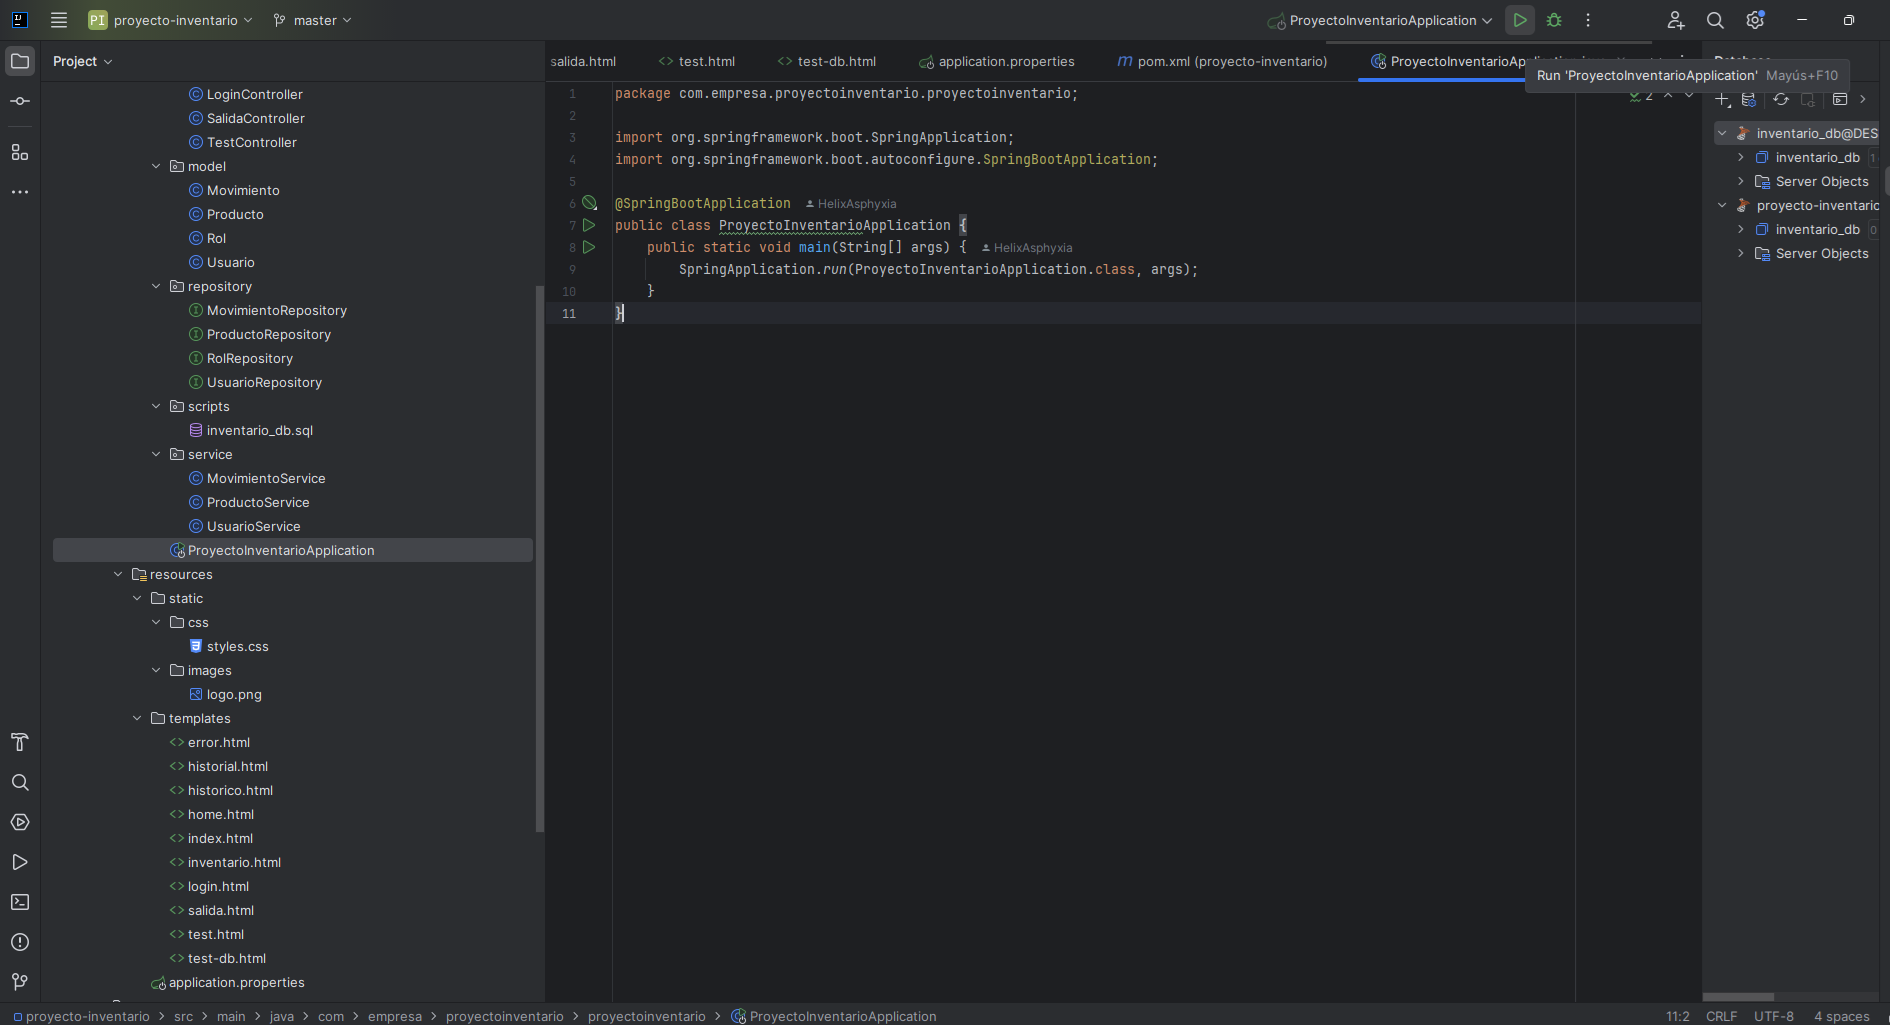 PI proyecto-inventario master ProyectoInventarioApplication
Project
LoginController
SalidaController
TestController
model
Movimiento
Producto
Rol
Usuario
repository
MovimientoRepository
ProductoRepository
RolRepository
UsuarioRepository
scripts
inventario_db.sql
service
MovimientoService
ProductoService
UsuarioService
ProyectoInventarioApplication
resources
static
css
styles.css
images
logo.png
templates
error.html
historial.html
historico.html
home.html
index.html
inventario.html
login.html
salida.html
test.html
test-db.html
application.properties
salida.html test.html test-db.html application.properties pom.xml (proyecto-inventario)
Run 'ProyectoInventarioApplication' Mayús+F10
2
1 package com.empresa.proyectoinventario.proyectoinventario;
2
3 import org.springframework.boot.SpringApplication;
4 import org.springframework.boot.autoconfigure.SpringBootApplication;
5
6 @SpringBootApplication HelixAsphyxia
7 public class ProyectoInventarioApplication {
8 public static void main(String[] args) { HelixAsphyxia
9 SpringApplication.run(ProyectoInventarioApplication.class, args);
10 }
11 }
inventario_db@DES
inventario_db 1
Server Objects
proyecto-inventario
inventario_db 0
Server Objects
proyecto-inventario > src > main > java > com > empresa > proyectoinventario > proyectoinventario > ProyectoInventarioApplication
11:2 CRLF UTF-8 4 spaces